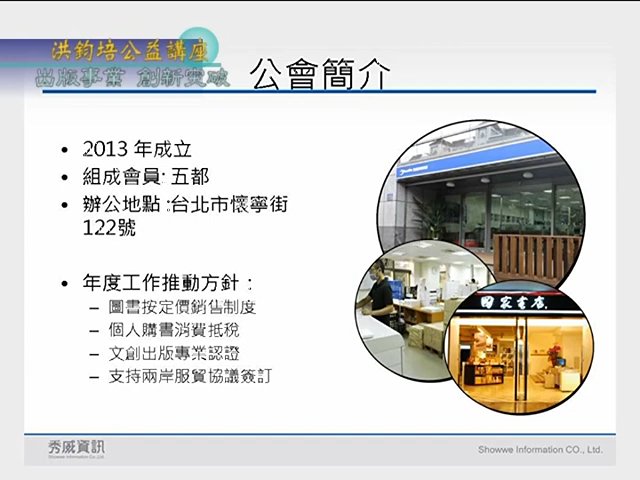 洪鈞培公益講座
出版事業 創新突破
公會簡介
• 2013 年成立
• 組成會員: 五都
• 辦公地點 :台北市懷寧街
122號
• 年度工作推動方針：
– 圖書按定價銷售制度
– 個人購書消費抵稅
– 文創出版專業認證
– 支持兩岸服貿協議簽訂
國家書店
秀威資訊
Showwe Information Co.,Ltd.
Showwe Information CO., Ltd.